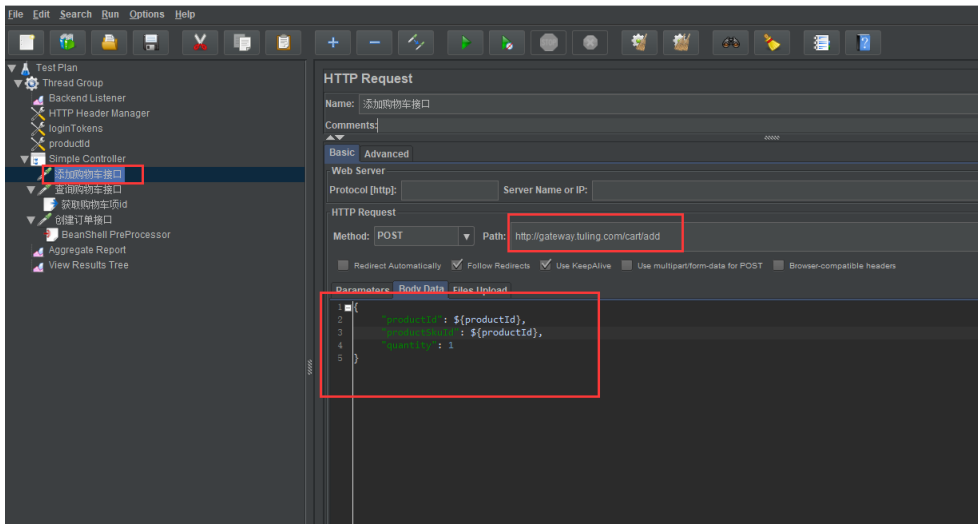 File Edit Search Run Options Help
Test Plan
Thread Group
Backend Listener
HTTP Header Manager
loginTokens
productId
Simple Controller
添加购物车接口
查询购物车接口
获取购物车项id
创建订单接口
BeanShell PreProcessor
Aggregate Report
View Results Tree
HTTP Request
Name: 添加购物车接口
Comments:
Basic Advanced
Web Server
Protocol [http]: Server Name or IP:
HTTP Request
Method: POST Path: http://gateway.tuling.com/cart/add
Redirect Automatically Follow Redirects Use KeepAlive Use multipart/form-data for POST Browser-compatible headers
Parameters Body Data Files Upload
1 {
2 "productId": ${productId},
3 "productSkuId": ${productId},
4 "quantity": 1
5 }